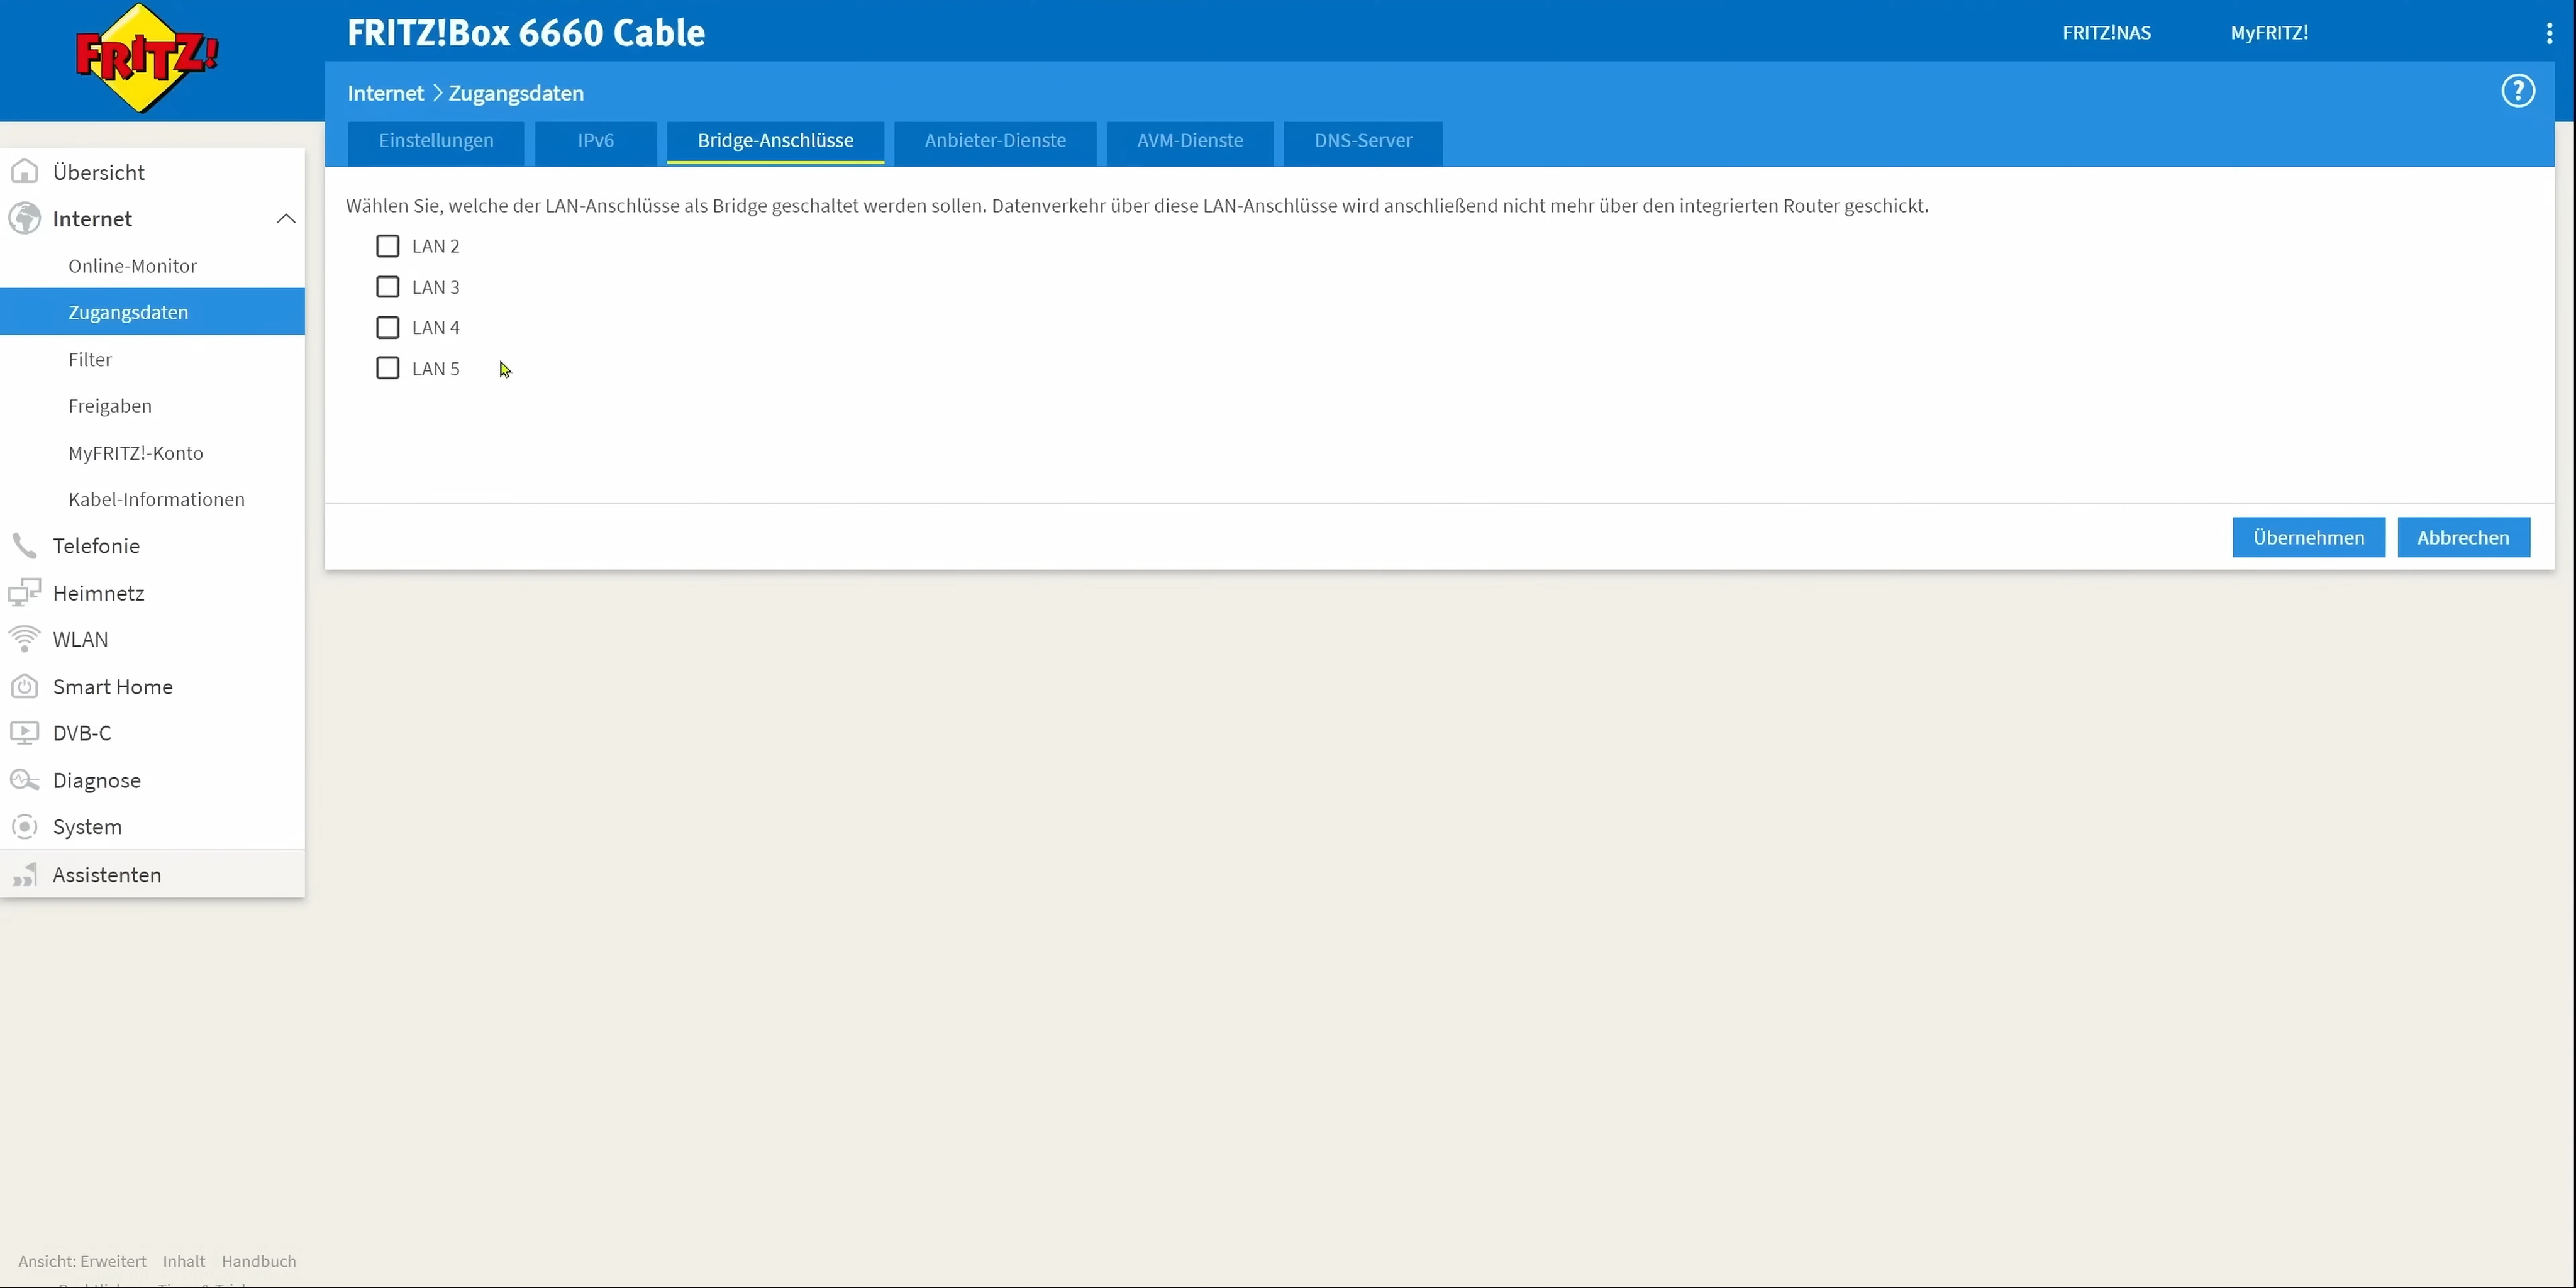 FRITZ!
FRITZ!Box 6660 Cable
FRITZ!NAS
MyFRITZ!
Internet > Zugangsdaten
?
Einstellungen
IPv6
Bridge-Anschlüsse
Anbieter-Dienste
AVM-Dienste
DNS-Server
Übersicht
Internet
Online-Monitor
Zugangsdaten
Filter
Freigaben
MyFRITZ!-Konto
Kabel-Informationen
Telefonie
Heimnetz
WLAN
Smart Home
DVB-C
Diagnose
System
Assistenten
Wählen Sie, welche der LAN-Anschlüsse als Bridge geschaltet werden sollen. Datenverkehr über diese LAN-Anschlüsse wird anschließend nicht mehr über den integrierten Router geschickt.
LAN 2
LAN 3
LAN 4
LAN 5
Übernehmen
Abbrechen
Ansicht: Erweitert Inhalt Handbuch